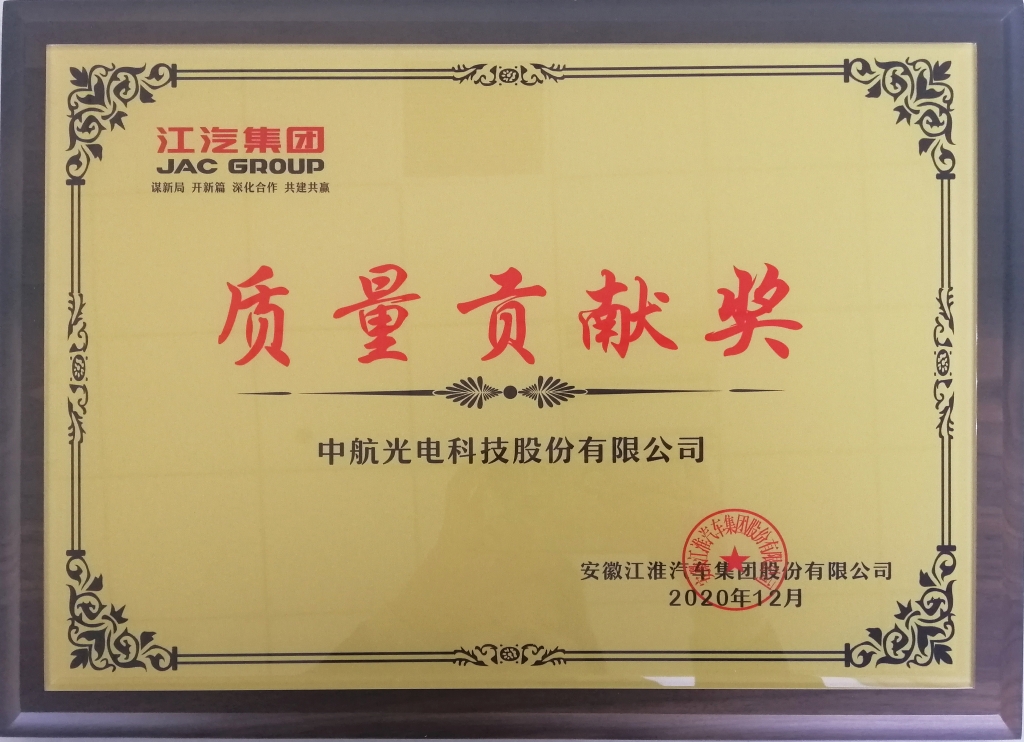 江汽集团
JAC GROUP
谋新局 开新篇 深化合作 共建共赢
质量贡献奖
中航光电科技股份有限公司
安徽江淮汽车集团股份有限公司
2020年12月